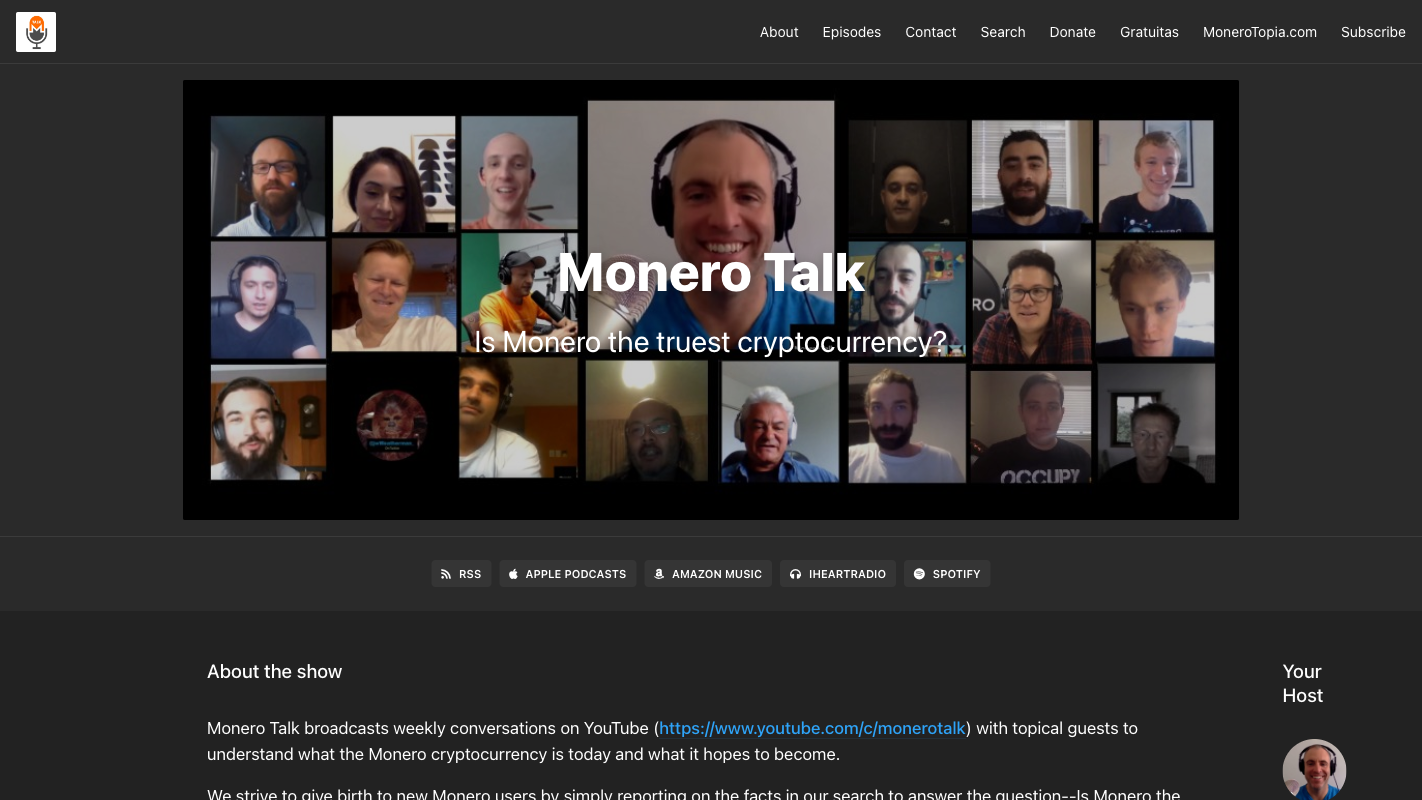 About
Episodes
Contact
Search
Donate
Gratuitas
MoneroTopia.com
Subscribe
Monero Talk
Is Monero the truest cryptocurrency?
OCCUPY
RSS
APPLE PODCASTS
AMAZON MUSIC
IHEARTRADIO
SPOTIFY
About the show
Monero Talk broadcasts weekly conversations on YouTube (https://www.youtube.com/c/monerotalk) with topical guests to
understand what the Monero cryptocurrency is today and what it hopes to become.
We strive to give birth to new Monero users by simply reporting on the facts in our search to answer the question--Is Monero the
Your
Host